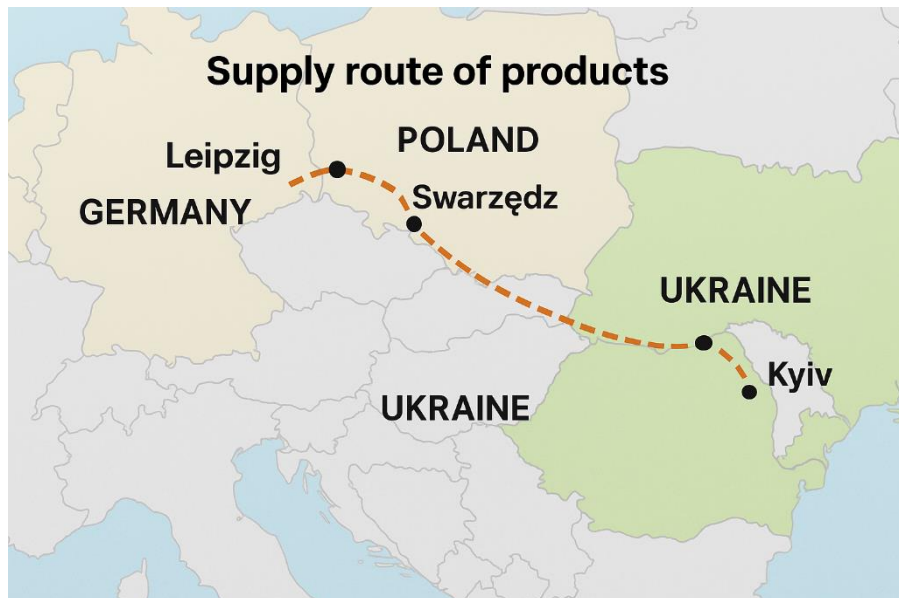 Supply route of products
POLAND
Leipzig
Swarzędz
GERMANY
UKRAINE
Kyiv
UKRAINE